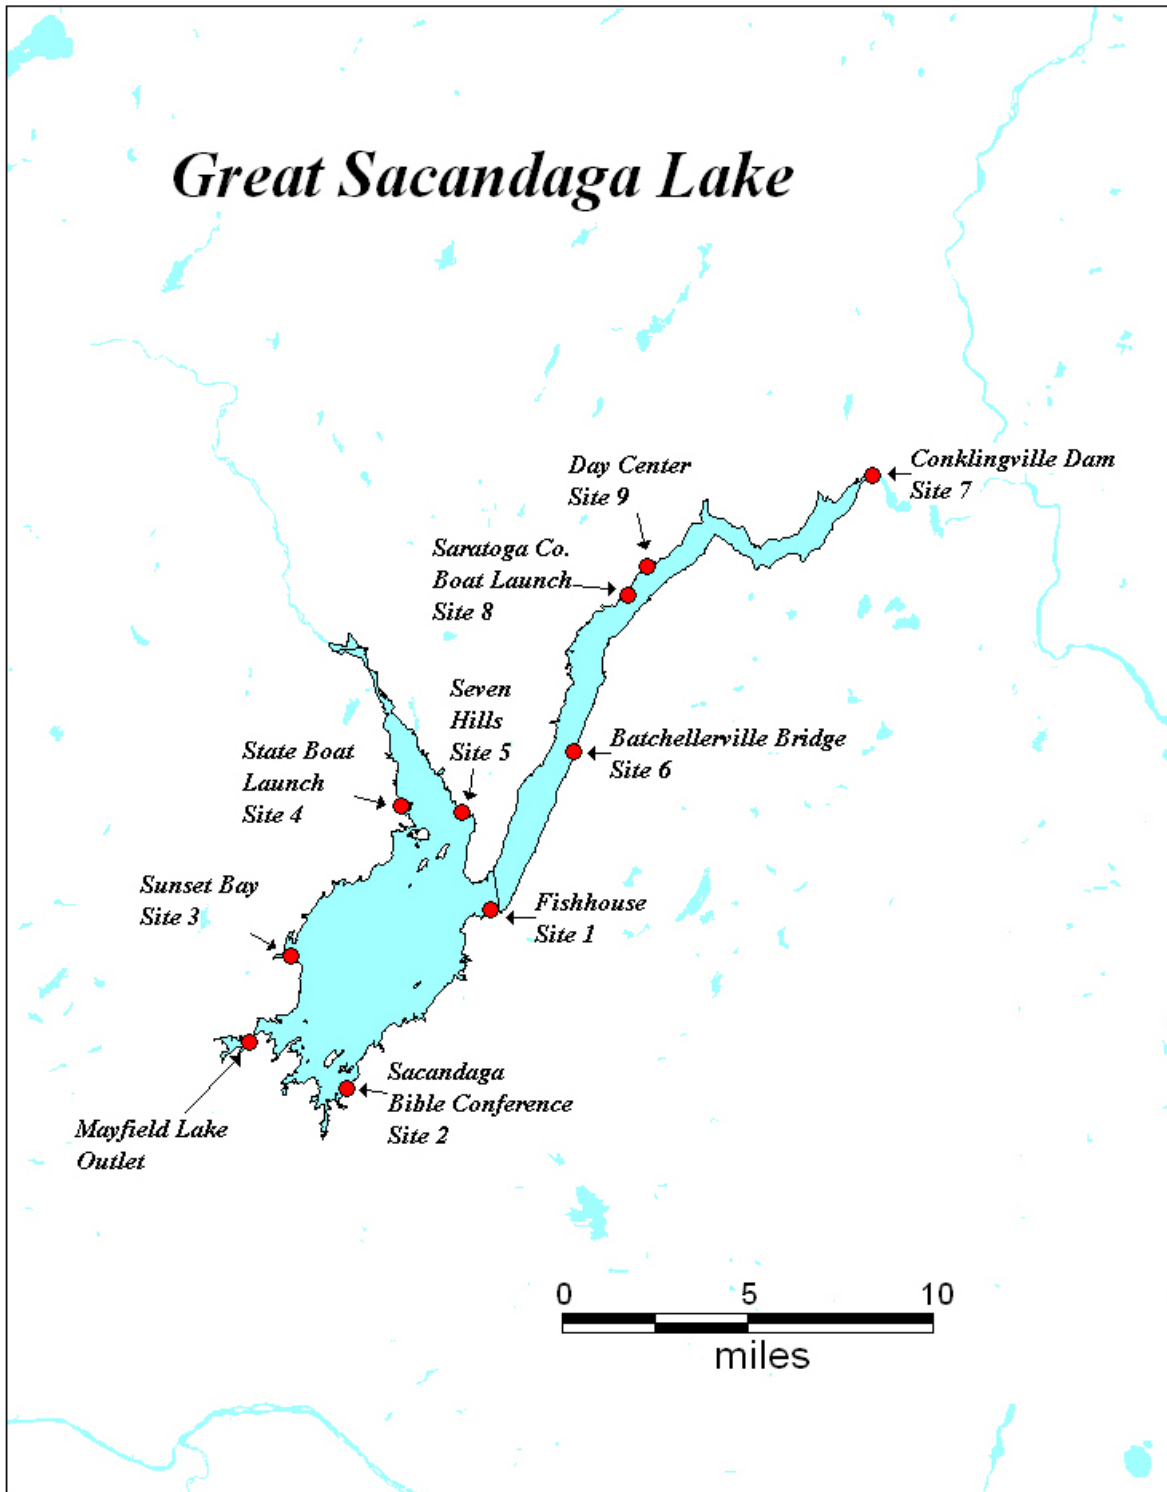 Great Sacandaga Lake
Conklingville Dam
Site 7
Day Center
Site 9
Saratoga Co.
Boat Launch
Site 8
Seven
Hills
Site 5
Batchellerville Bridge
Site 6
State Boat
Launch
Site 4
Sunset Bay
Site 3
Fishhouse
Site 1
Sacandaga
Bible Conference
Site 2
Mayfield Lake
Outlet
0 5 10
miles